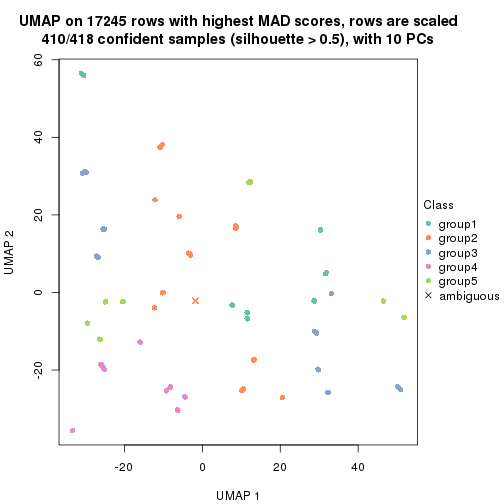 UMAP on 17245 rows with highest MAD scores, rows are scaled
410/418 confident samples (silhouette > 0.5), with 10 PCs
60
40
20
0
-20
UMAP 2
-20
0
20
40
UMAP 1
Class
group1
group2
group3
group4
group5
ambiguous